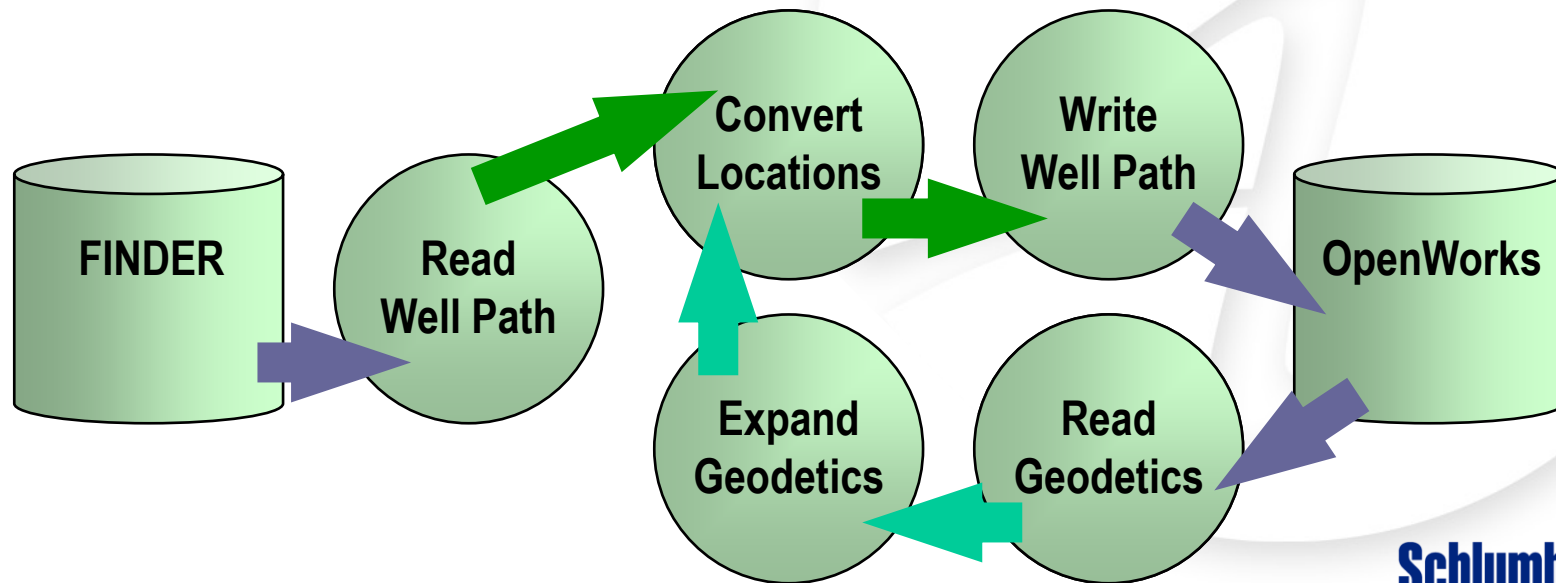 FINDER
Read
Well Path
Convert
Locations
Write
Well Path
OpenWorks
Expand
Geodetics
Read
Geodetics